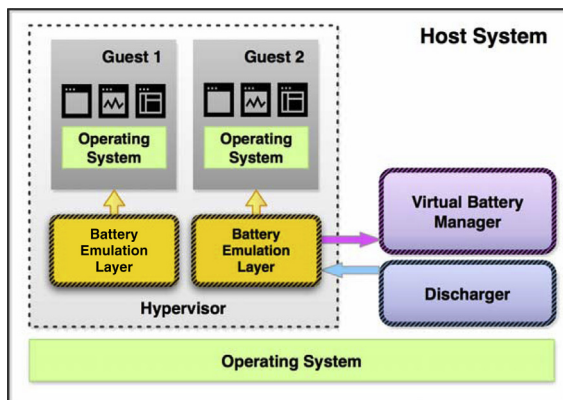 Host System
Guest 1
Guest 2
Operating
System
Operating
System
Battery
Emulation
Layer
Battery
Emulation
Layer
Virtual Battery
Manager
Discharger
Hypervisor
Operating System